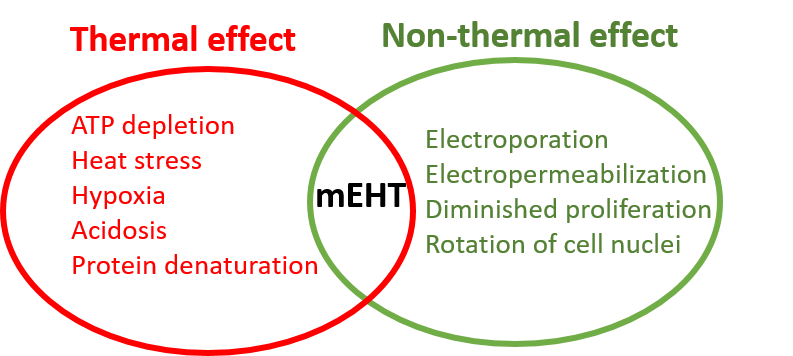 Thermal effect
Non-thermal effect
ATP depletion
Heat stress
Hypoxia
Acidosis
Protein denaturation
mEHT
Electroporation
Electropermeabilization
Diminished proliferation
Rotation of cell nuclei